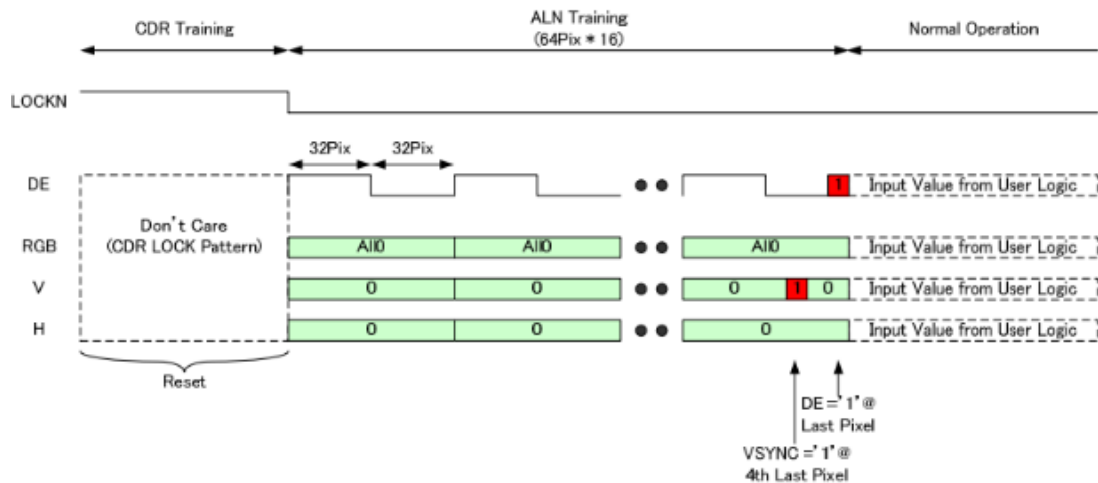 CDR Training
ALN Training
(64Pix * 16)
Normal Operation
LOCKN
32Pix
32Pix
DE
1
Input Value from User Logic
Don't Care
(CDR LOCK Pattern)
RGB
All0
All0
All0
Input Value from User Logic
V
0
0
0
1
0
Input Value from User Logic
H
0
0
0
Input Value from User Logic
Reset
DE ='1'@
Last Pixel
VSYNC ='1'@
4th Last Pixel